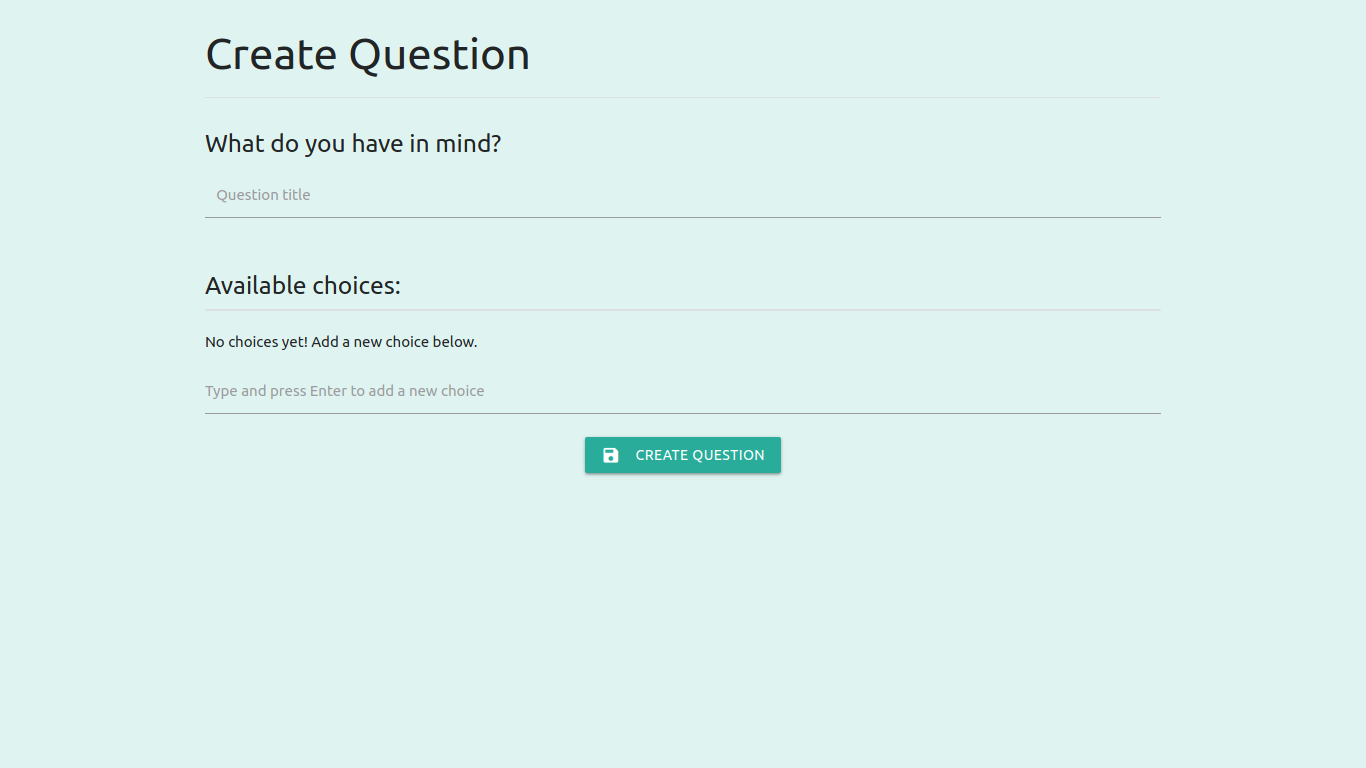 Create Question
What do you have in mind?
Question title
Available choices:
No choices yet! Add a new choice below.
Type and press Enter to add a new choice
CREATE QUESTION